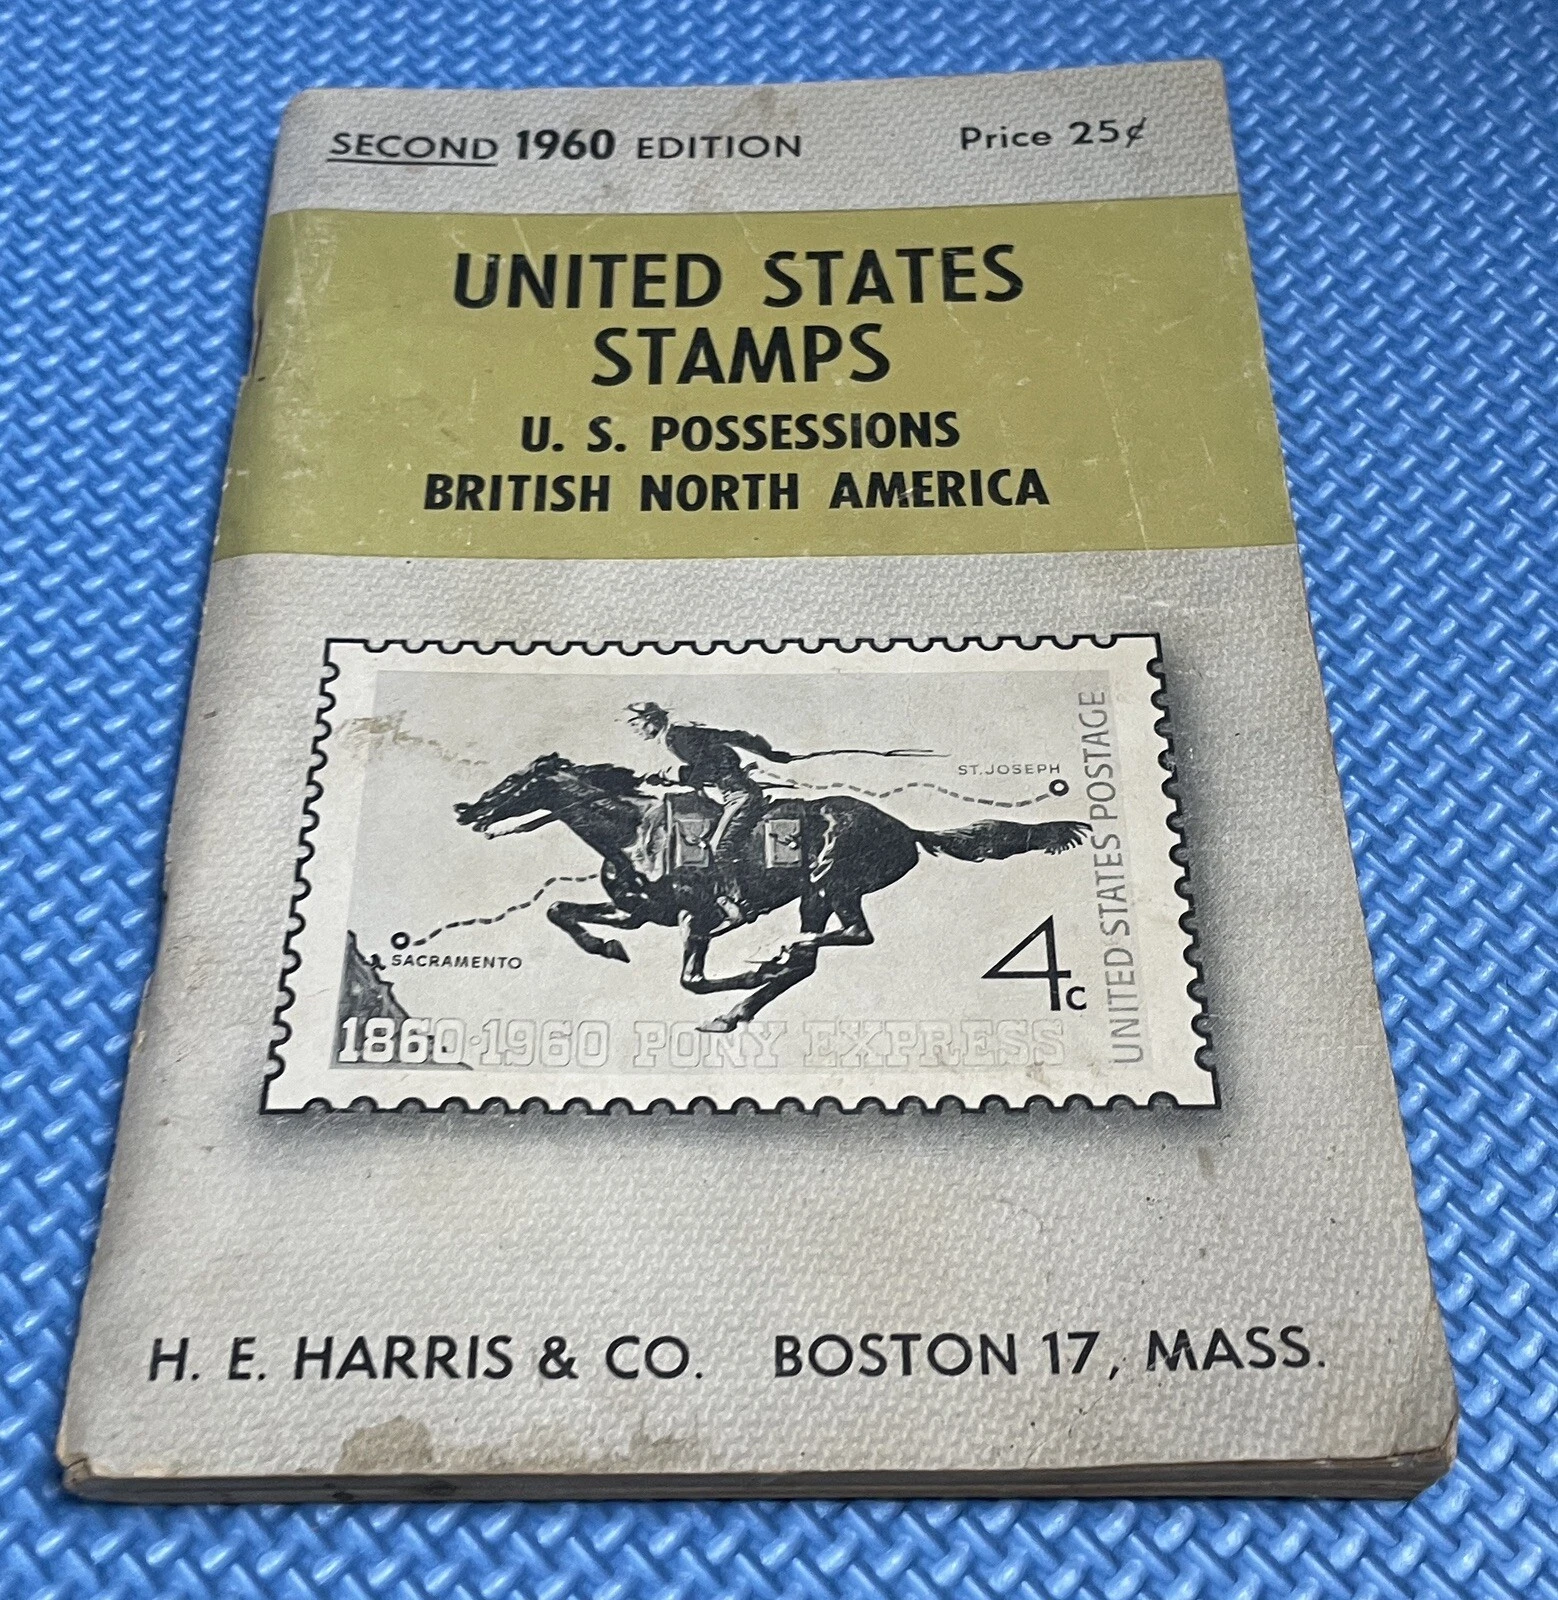 SECOND 1960 EDITION Price 25¢
UNITED STATES
STAMPS
U. S. POSSESSIONS
BRITISH NORTH AMERICA
ST. JOSEPH
SACRAMENTO
4c
UNITED STATES POSTAGE
1860-1960 PONY EXPRESS
H. E. HARRIS & CO. BOSTON 17, MASS.